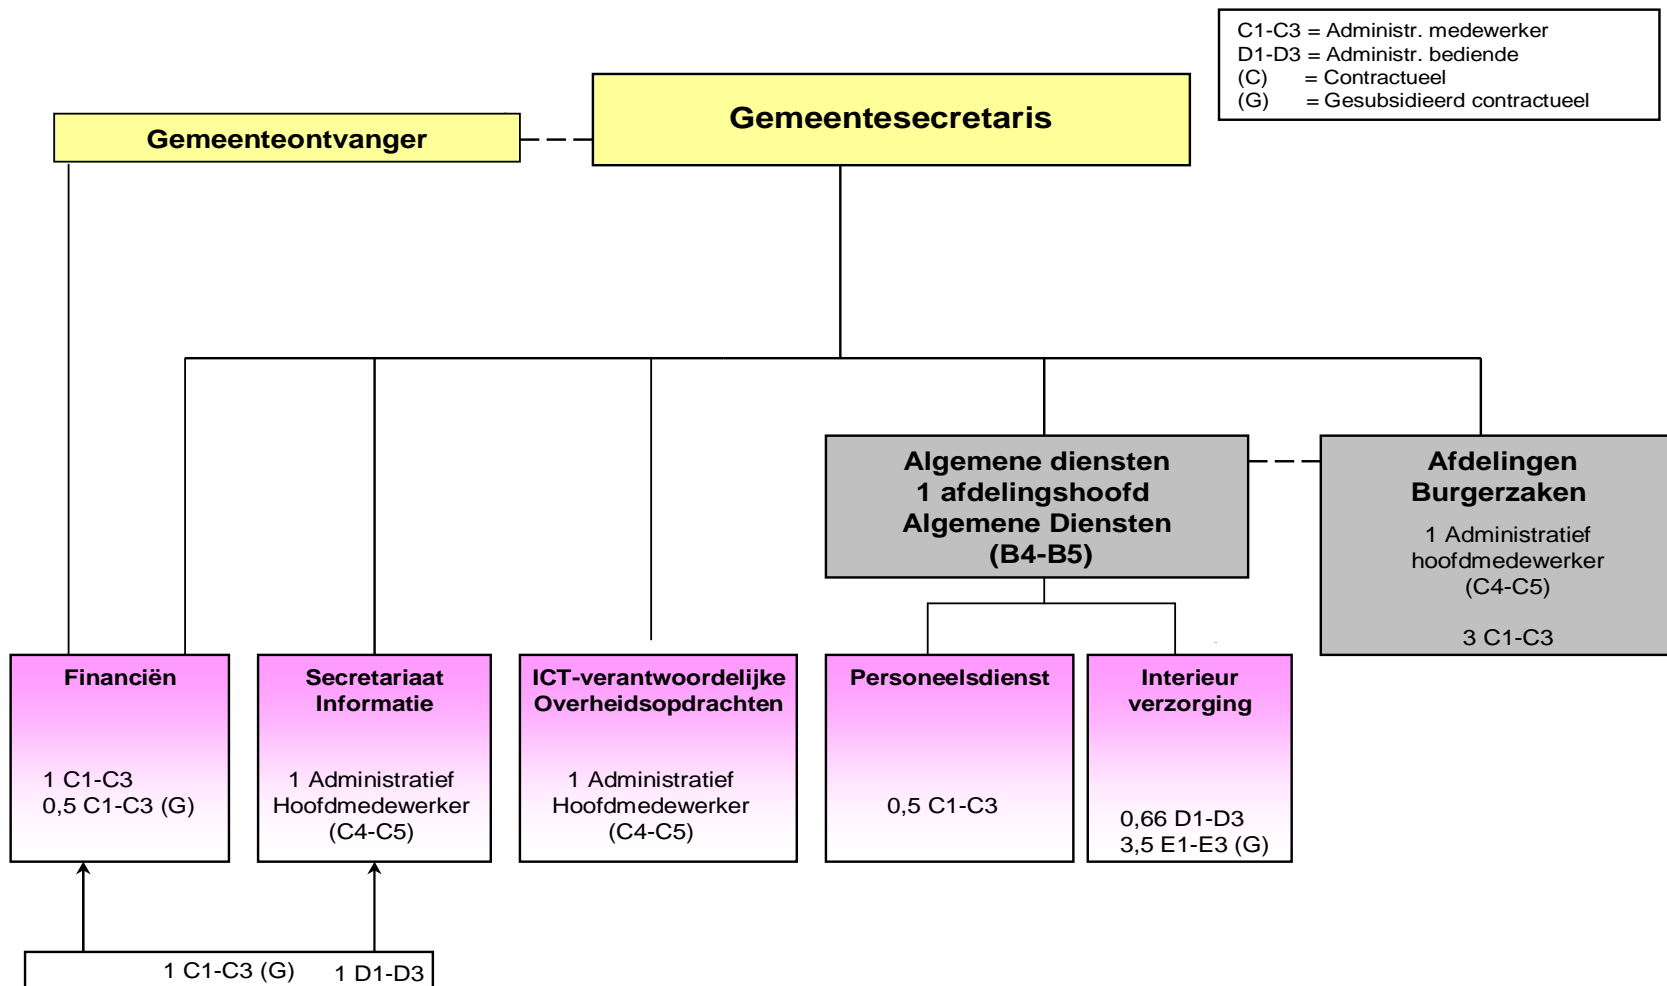 C1-C3 = Administr. medewerker
D1-D3 = Administr. bediende
(C) = Contractueel
(G) = Gesubsidieerd contractueel
Gemeentesecretaris
Gemeenteontvanger
Algemene diensten
1 afdelingshoofd
Algemene Diensten
(B4-B5)
Afdelingen
Burgerzaken
1 Administratief
hoofdmedewerker
(C4-C5)
3 C1-C3
Financiën
1 C1-C3
0,5 C1-C3 (G)
Secretariaat
Informatie
1 Administratief
Hoofdmedewerker
(C4-C5)
ICT-verantwoordelijke
Overheidsopdrachten
1 Administratief
Hoofdmedewerker
(C4-C5)
Personeelsdienst
0,5 C1-C3
Interieur
verzorging
0,66 D1-D3
3,5 E1-E3 (G)
1 C1-C3 (G) 1 D1-D3